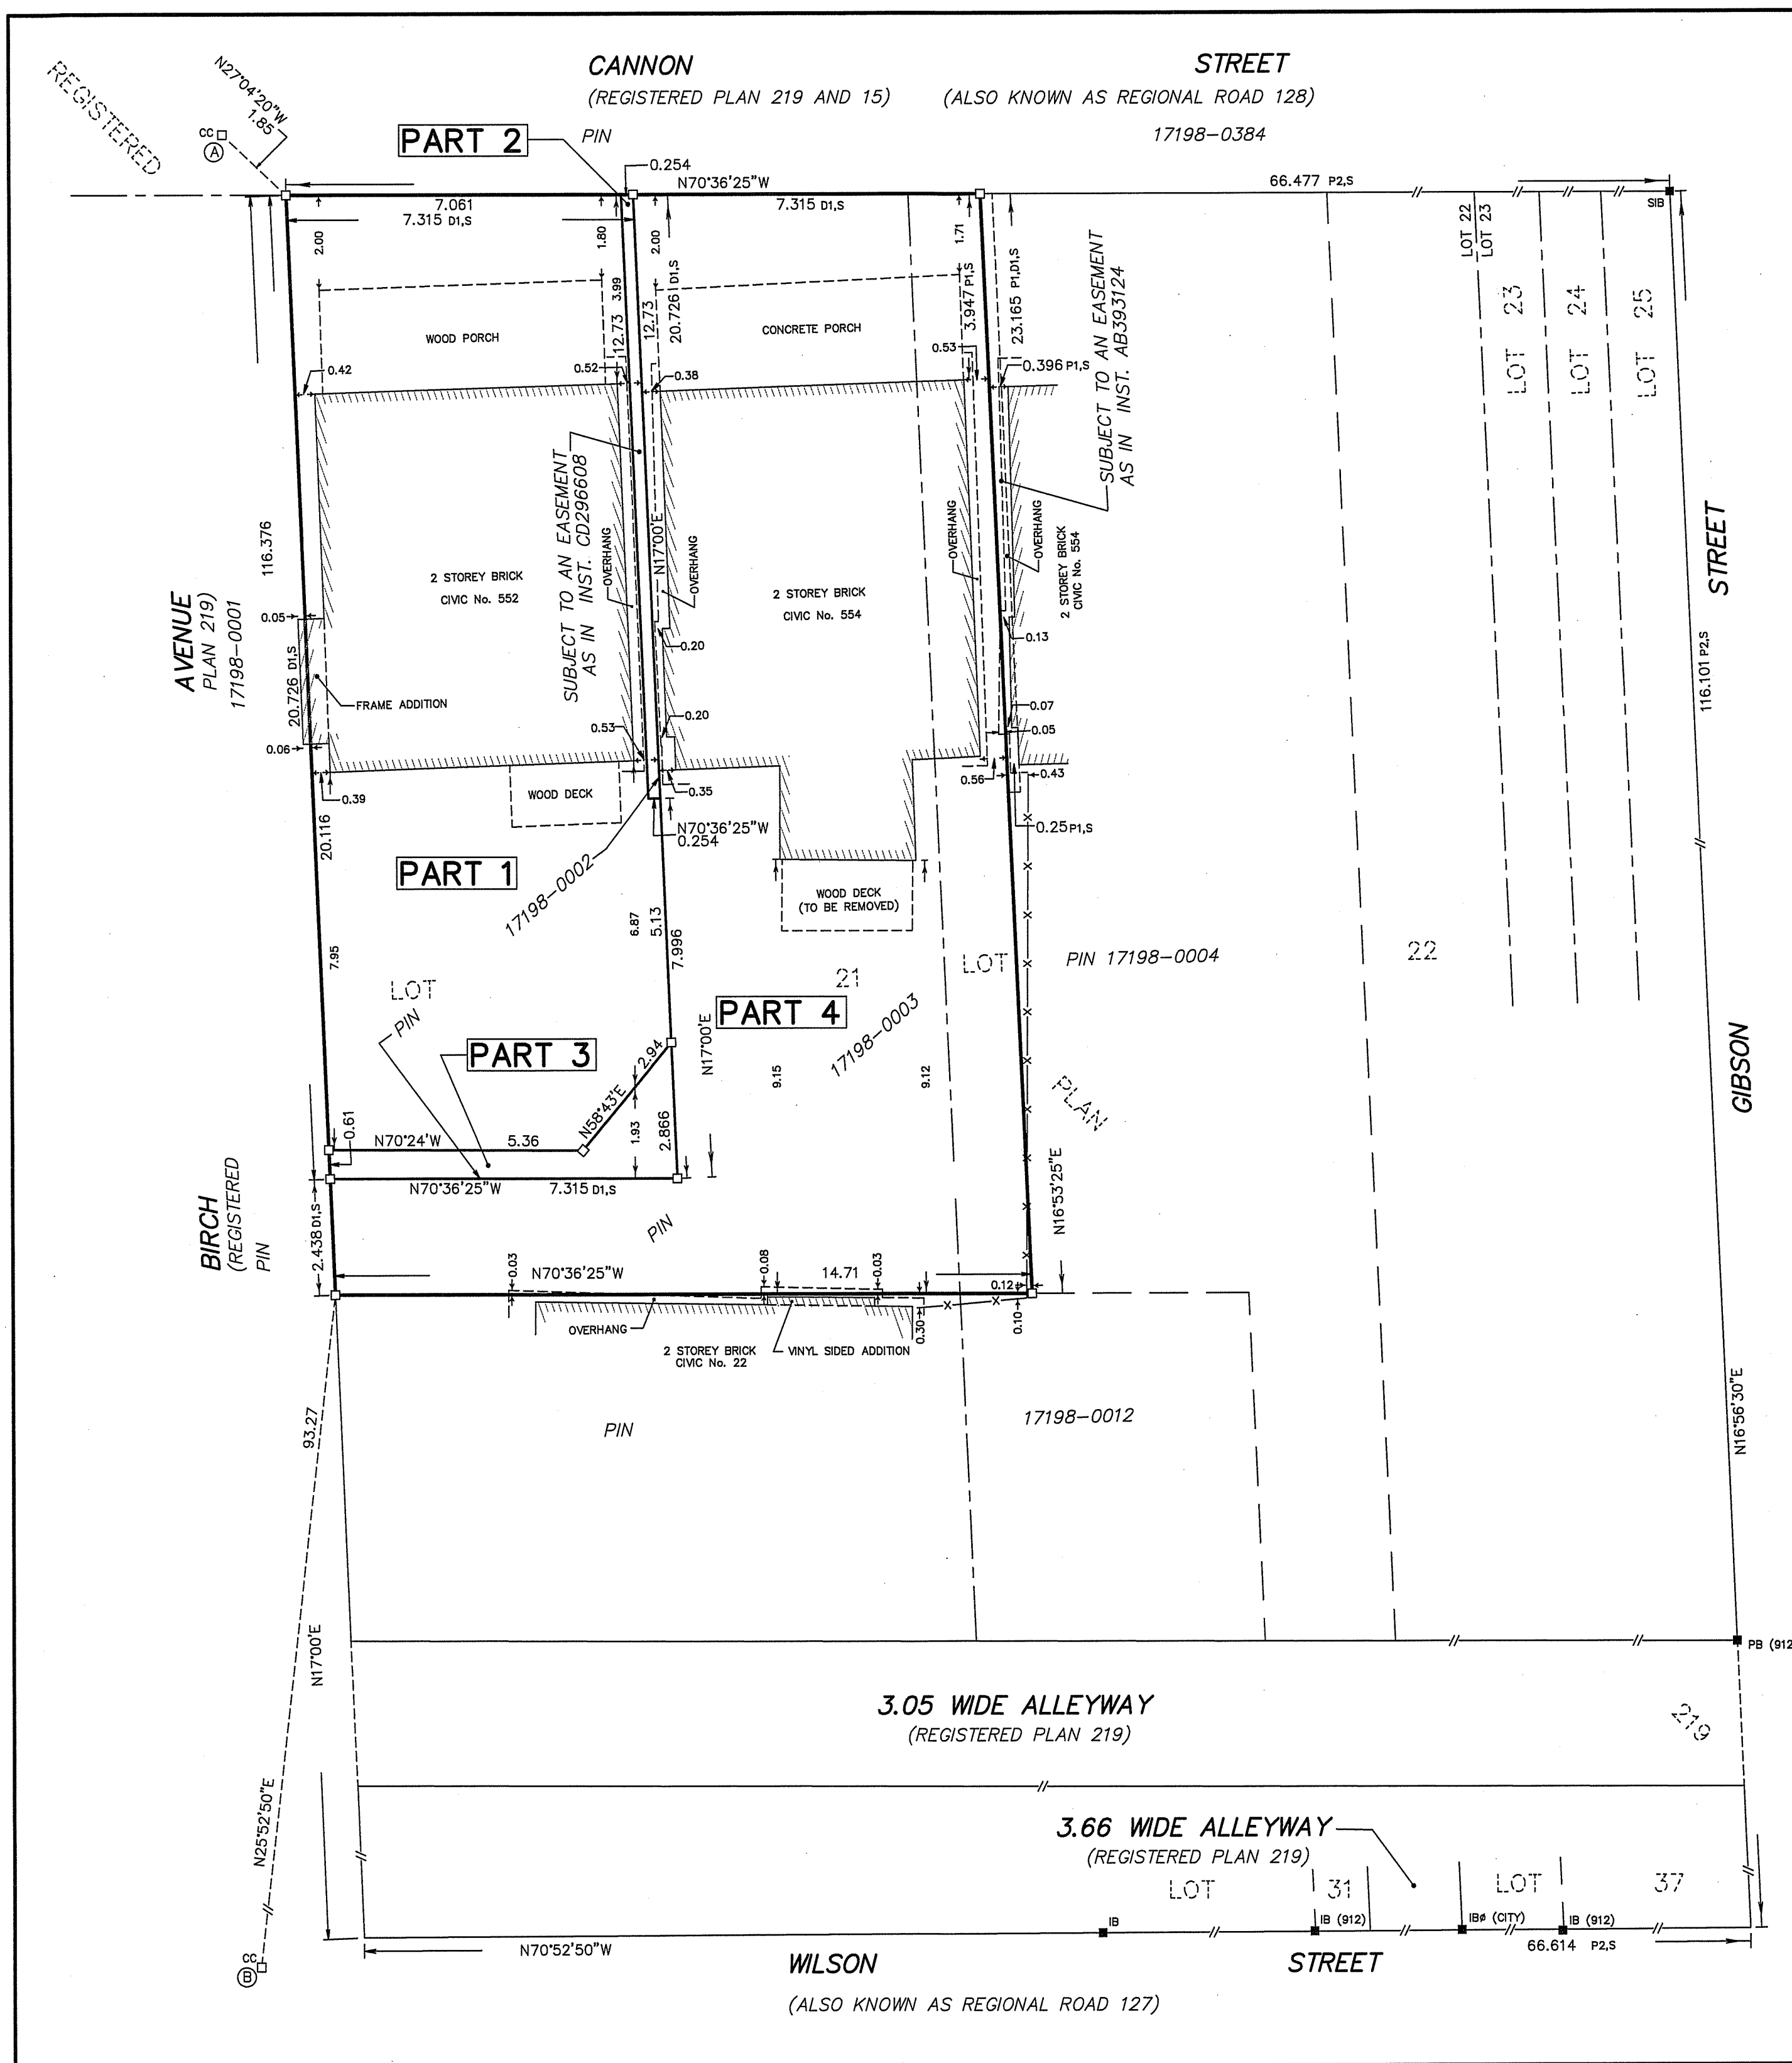 CANNON STREET
(REGISTERED PLAN 219 AND 15) (ALSO KNOWN AS REGIONAL ROAD 128)
REGISTERED
N27°04'20"W
1.85
CC
A
PART 2
PIN
17198-0384
0.254
N70°36'25"W
66.477 P2,S
SIB
7.061
7.315 D1,S
7.315 D1,S
2.00
1.80
2.00
1.71
3.99
12.73
12.73
20.726 D1,S
3.947 P1,S
23.165 P1,D1,S
SUBJECT TO AN EASEMENT
AS IN INST. AB393124
LOT 22
LOT 23
LOT 23
LOT 24
LOT 25
WOOD PORCH
CONCRETE PORCH
0.42
0.52
0.38
0.53
0.396 P1,S
116.376
SUBJECT TO AN EASEMENT
AS IN INST. CD296608
OVERHANG
N17°00'E
OVERHANG
OVERHANG
OVERHANG
2 STOREY BRICK
CIVIC No. 554
2 STOREY BRICK
CIVIC No. 552
2 STOREY BRICK
CIVIC No. 554
AVENUE
PLAN 219)
17198-0001
0.05
20.726 D1,S
FRAME ADDITION
0.06
0.20
0.13
0.20
0.07
0.05
0.53
0.39
WOOD DECK
0.35
0.56
0.43
N70°36'25"W
0.254
0.25 P1,S
20.116
PART 1
17198-0002
WOOD DECK
(TO BE REMOVED)
6.87
5.13
7.996
7.95
LOT
PIN
21
LOT
PIN 17198-0004
22
PART 4
17198-0003
PART 3
2.94
N58°43'E
N17°00'E
9.15
9.12
PLAN
0.61
N70°24'W
5.36
1.93
2.866
N70°36'25"W
7.315 D1,S
N16°53'25"E
STREET
116.101 P2,S
GIBSON
BIRCH
(REGISTERED
PIN
2.438 D1,S
PIN
0.03
N70°36'25"W
0.08
14.71
0.03
0.12
OVERHANG
2 STOREY BRICK
CIVIC No. 22
VINYL SIDED ADDITION
0.30
0.10
93.27
PIN
17198-0012
N16°56'30"E
N17°00'E
PB (912
3.05 WIDE ALLEYWAY
(REGISTERED PLAN 219)
219
N25°52'50"E
3.66 WIDE ALLEYWAY
(REGISTERED PLAN 219)
LOT
31
LOT
37
IB
IB (912)
IBø (CITY)
IB (912)
CC
B
N70°52'50"W
66.614 P2,S
WILSON STREET
(ALSO KNOWN AS REGIONAL ROAD 127)